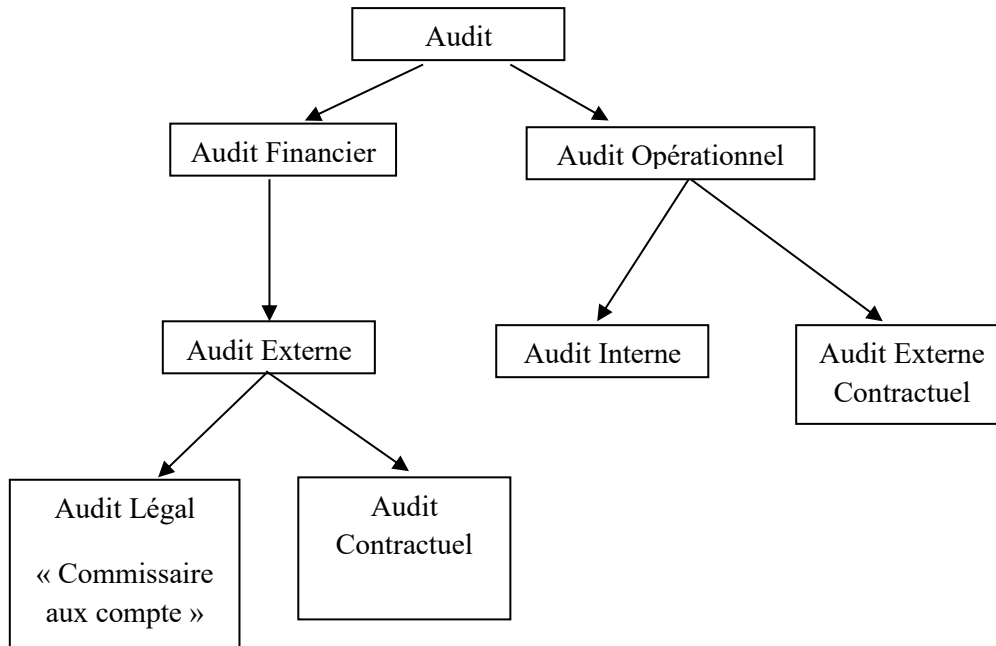 Audit
Audit Financier
Audit Opérationnel
Audit Externe
Audit Interne
Audit Externe
Contractuel
Audit Légal
« Commissaire
aux compte »
Audit
Contractuel